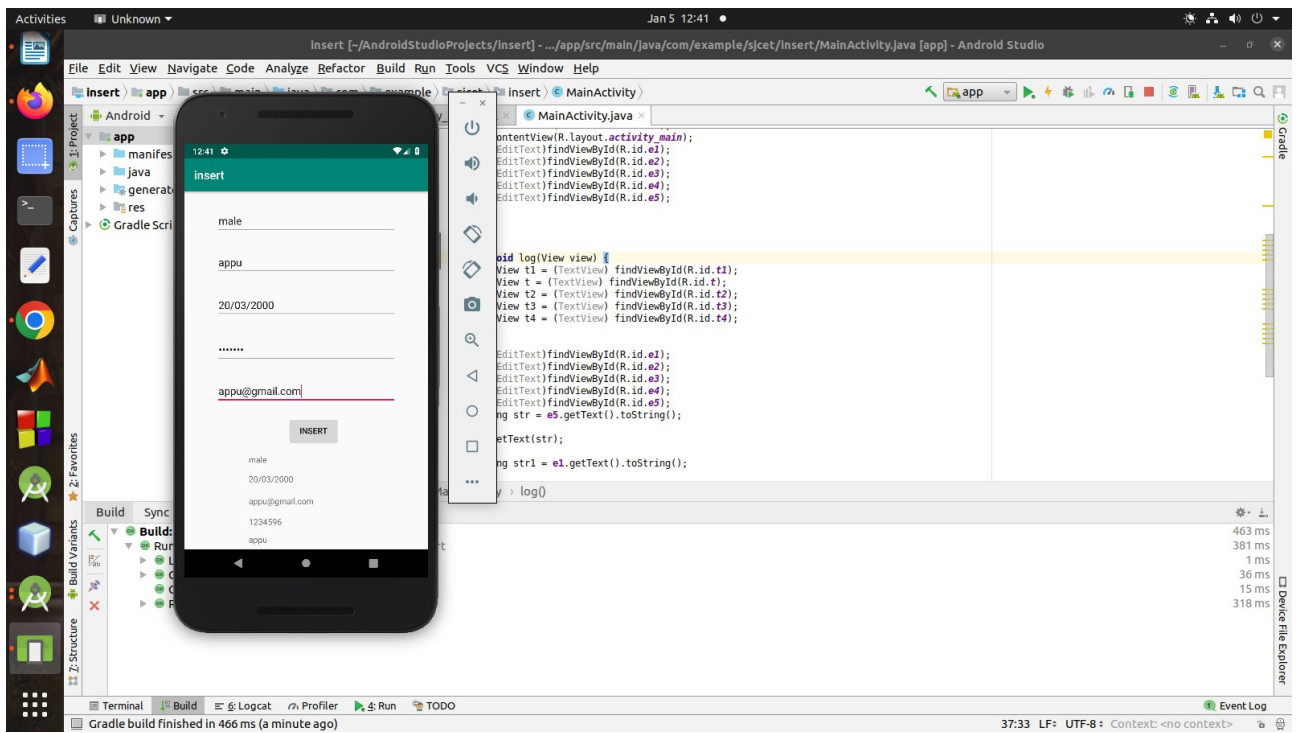 Activities Unknown Jan 5 12:41
insert [~/AndroidStudioProjects/insert] - .../app/src/main/java/com/example/sjcet/insert/MainActivity.java [app] - Android Studio
File Edit View Navigate Code Analyze Refactor Build Run Tools VCS Window Help
insert app insert MainActivity app
Android MainActivity.java
1: Project
Captures
2: Favorites
Build Variants
7: Structure
app
manifes
java
generat
res
Gradle Scri
12:41
insert
male
appu
20/03/2000
•••••••
appu@gmail.com
INSERT
male
20/03/2000
appu@gmail.com
1234596
appu
ontentView(R.layout.activity_main);
EditText)findViewById(R.id.e1);
EditText)findViewById(R.id.e2);
EditText)findViewById(R.id.e3);
EditText)findViewById(R.id.e4);
EditText)findViewById(R.id.e5);
oid log(View view) {
View t1 = (TextView) findViewById(R.id.t1);
View t = (TextView) findViewById(R.id.t);
View t2 = (TextView) findViewById(R.id.t2);
View t3 = (TextView) findViewById(R.id.t3);
View t4 = (TextView) findViewById(R.id.t4);
EditText)findViewById(R.id.e1);
EditText)findViewById(R.id.e2);
EditText)findViewById(R.id.e3);
EditText)findViewById(R.id.e4);
EditText)findViewById(R.id.e5);
ng str = e5.getText().toString();
etText(str);
ng str1 = e1.getText().toString();
y › log()
Gradle
Device File Explorer
Build Sync
Build: 463 ms
Run 381 ms
1 ms
36 ms
15 ms
318 ms
Terminal Build 6: Logcat Profiler 4: Run TODO 1 Event Log
Gradle build finished in 466 ms (a minute ago) 37:33 LF: UTF-8: Context: <no context>